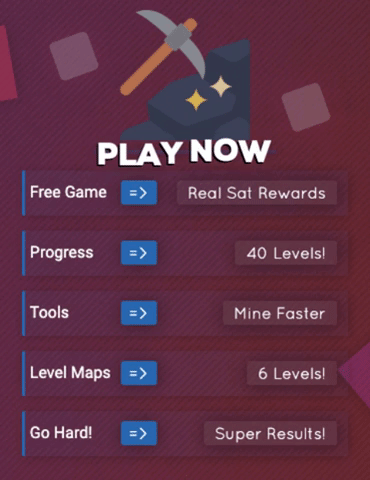 PLAY NOW
Free Game => Real Sat Rewards
Progress => 40 Levels!
Tools => Mine Faster
Level Maps => 6 Levels!
Go Hard! => Super Results!